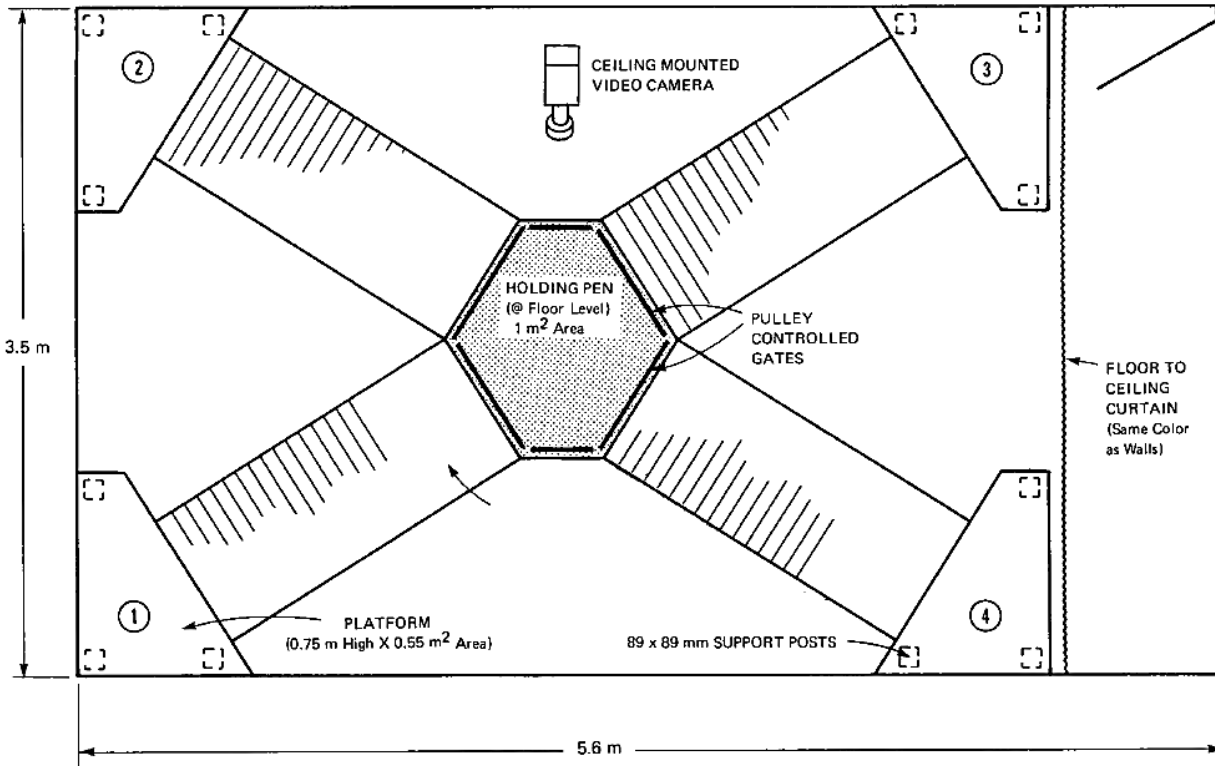 2
CEILING MOUNTED
VIDEO CAMERA
3
HOLDING PEN
(@ Floor Level)
1 m² Area
PULLEY
CONTROLLED
GATES
3.5 m
FLOOR TO
CEILING
CURTAIN
(Same Color
as Walls)
1
PLATFORM
(0.75 m High X 0.55 m² Area)
89 x 89 mm SUPPORT POSTS
4
5.6 m